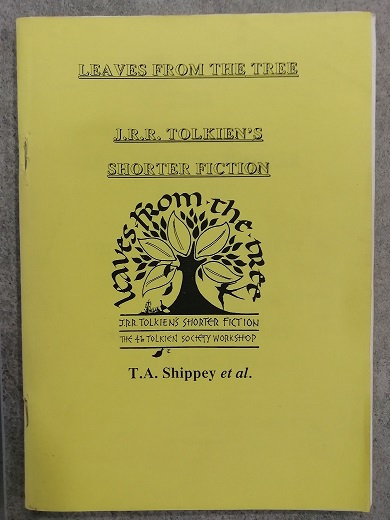 LEAVES FROM THE TREE
J.R.R. TOLKIEN'S
SHORTER FICTION
leaves from the tree
J.R.R. TOLKIEN'S SHORTER FICTION
THE 4th TOLKIEN SOCIETY WORKSHOP
T.A. Shippey et al.